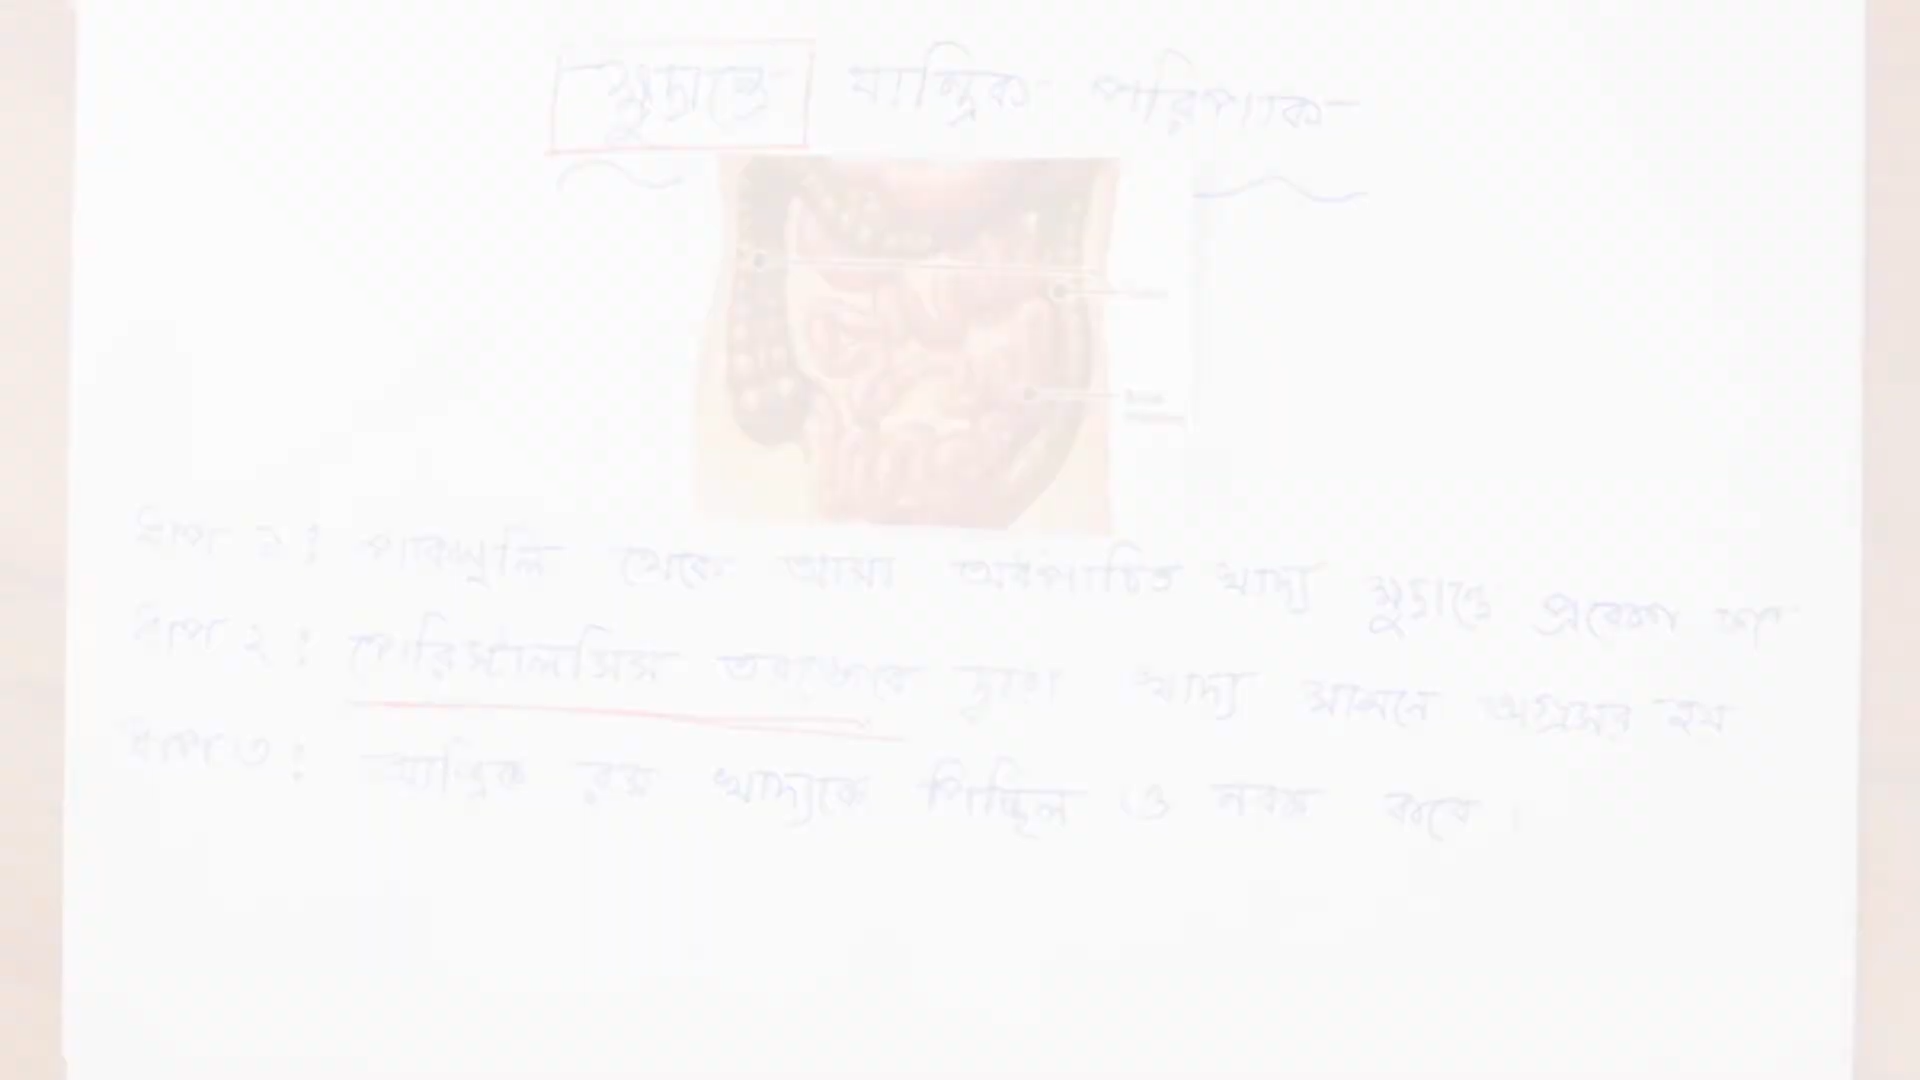 ক্ষুদ্রান্ত্রে যান্ত্রিক পরিপাক
ধাপ ১ : পাকস্থলি থেকে আসা অর্ধপাচিত খাদ্য ক্ষুদ্রান্ত্রে প্রবেশ
ধাপ ২ : পেরিস্টালসিস তরঙ্গের দ্বারা খাদ্য সামনে অগ্রসর হয়
ধাপ ৩ : আন্ত্রিক রস খাদ্যকে পিচ্ছিল ও নরম করে ।